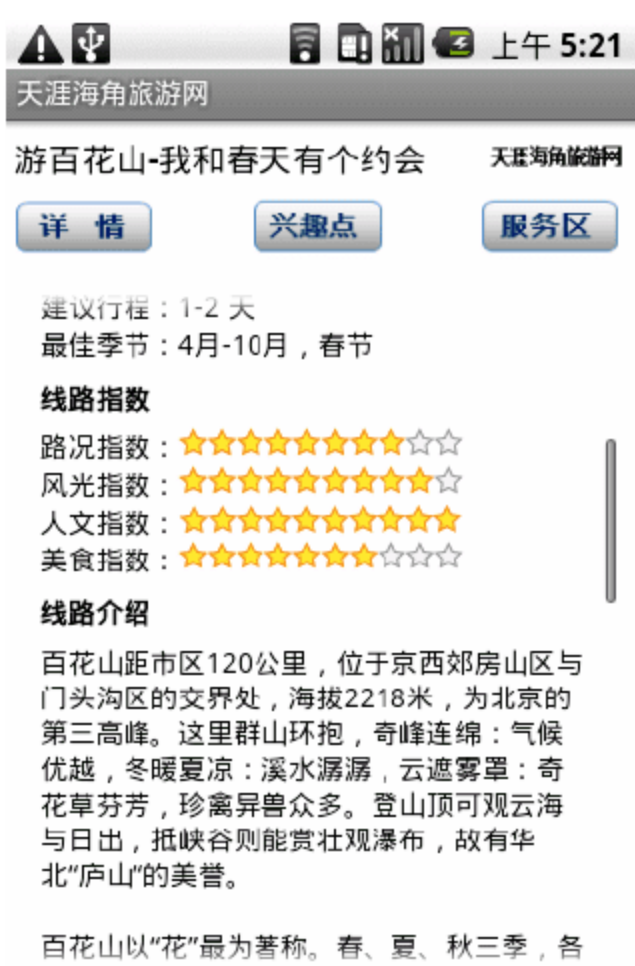 上午 5:21
天涯海角旅游网
游百花山-我和春天有个约会 天涯海角旅游网
详 情 兴趣点 服务区
建议行程：1-2 天
最佳季节：4月-10月，春节
线路指数
路况指数：
风光指数：
人文指数：
美食指数：
线路介绍
百花山距市区120公里，位于京西郊房山区与
门头沟区的交界处，海拔2218米，为北京的
第三高峰。这里群山环抱，奇峰连绵：气候
优越，冬暖夏凉：溪水潺潺，云遮雾罩：奇
花草芬芳，珍禽异兽众多。登山顶可观云海
与日出，抵峡谷则能赏壮观瀑布，故有华
北“庐山”的美誉。
百花山以“花”最为著称。春、夏、秋三季，各